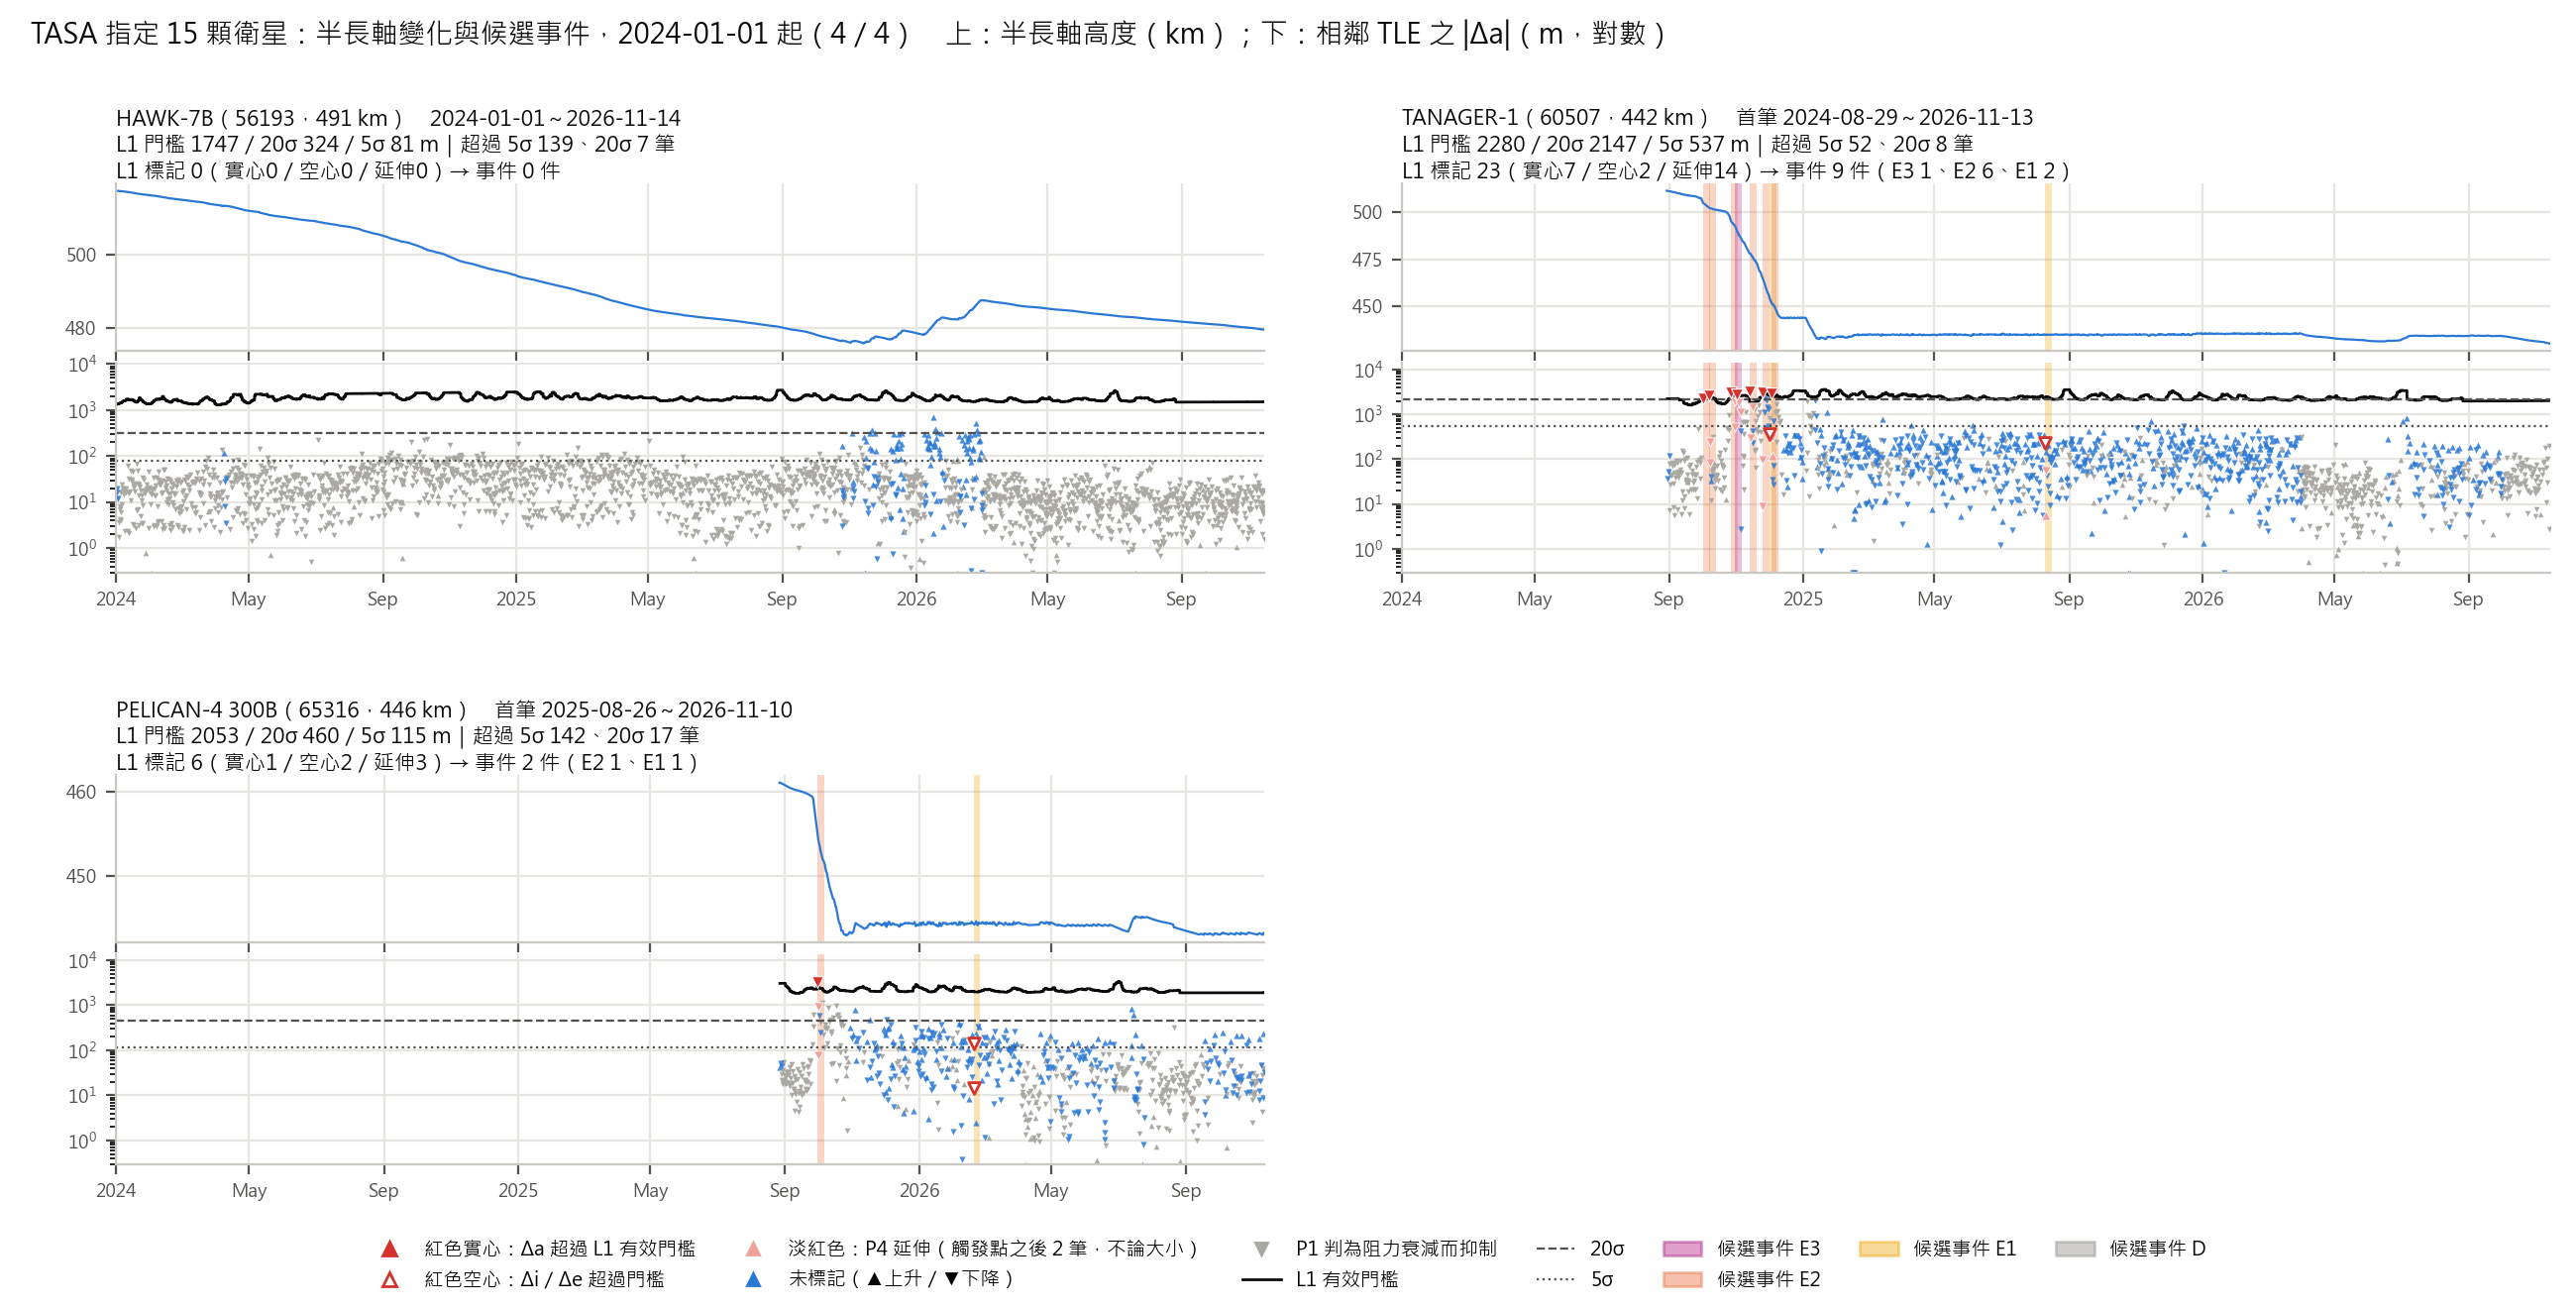 TASA 指定 15 顆衛星：半長軸變化與候選事件，2024-01-01 起（4 / 4）　上：半長軸高度（km）；下：相鄰 TLE 之 |Δa|（m，對數）
HAWK-7B（56193，491 km）　2024-01-01～2026-11-14
L1 門檻 1747 / 20σ 324 / 5σ 81 m｜超過 5σ 139、20σ 7 筆
L1 標記 0（實心0 / 空心0 / 延伸0）→ 事件 0 件
500
480
10⁴
10³
10²
10¹
10⁰
2024 May Sep 2025 May Sep 2026 May Sep
TANAGER-1（60507，442 km）　首筆 2024-08-29～2026-11-13
L1 門檻 2280 / 20σ 2147 / 5σ 537 m｜超過 5σ 52、20σ 8 筆
L1 標記 23（實心7 / 空心2 / 延伸14）→ 事件 9 件（E3 1、E2 6、E1 2）
500
475
450
10⁴
10³
10²
10¹
10⁰
2024 May Sep 2025 May Sep 2026 May Sep
PELICAN-4 300B（65316，446 km）　首筆 2025-08-26～2026-11-10
L1 門檻 2053 / 20σ 460 / 5σ 115 m｜超過 5σ 142、20σ 17 筆
L1 標記 6（實心1 / 空心2 / 延伸3）→ 事件 2 件（E2 1、E1 1）
460
450
10⁴
10³
10²
10¹
10⁰
2024 May Sep 2025 May Sep 2026 May Sep
紅色實心：Δa 超過 L1 有效門檻
紅色空心：Δi / Δe 超過門檻
淡紅色：P4 延伸（觸發點之後 2 筆，不論大小）
未標記（▲上升 / ▼下降）
P1 判為阻力衰減而抑制
L1 有效門檻
20σ
5σ
候選事件 E3
候選事件 E2
候選事件 E1
候選事件 D